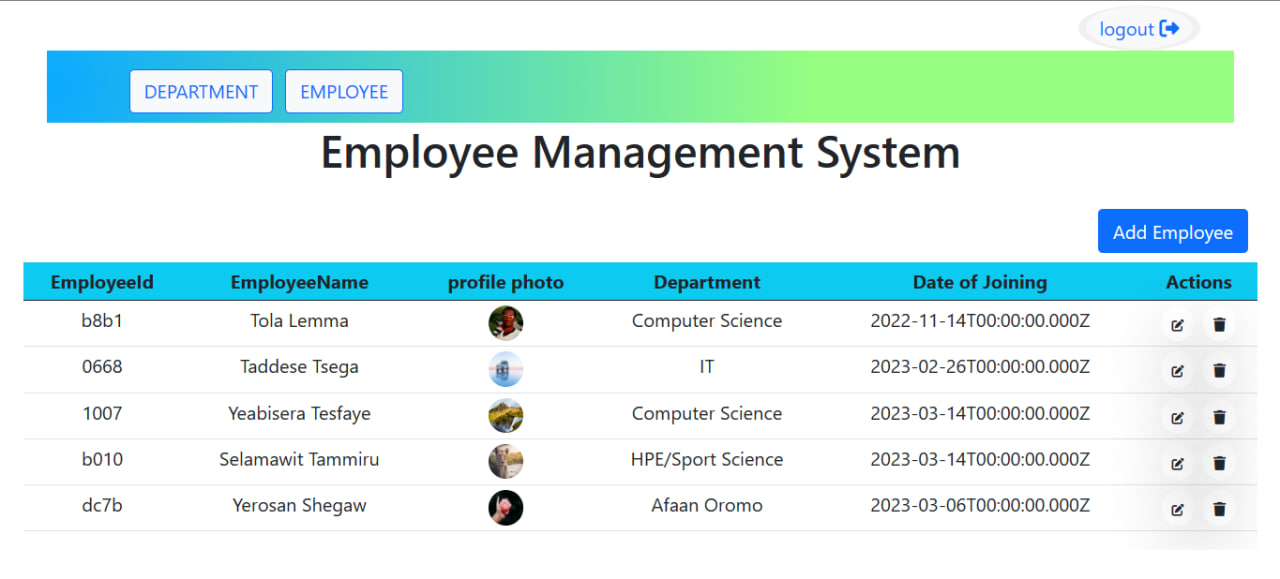 logout
DEPARTMENT EMPLOYEE
Employee Management System
Add Employee
EmployeeId EmployeeName profile photo Department Date of Joining Actions
b8b1 Tola Lemma Computer Science 2022-11-14T00:00:00.000Z
0668 Taddese Tsega IT 2023-02-26T00:00:00.000Z
1007 Yeabisera Tesfaye Computer Science 2023-03-14T00:00:00.000Z
b010 Selamawit Tammiru HPE/Sport Science 2023-03-14T00:00:00.000Z
dc7b Yerosan Shegaw Afaan Oromo 2023-03-06T00:00:00.000Z